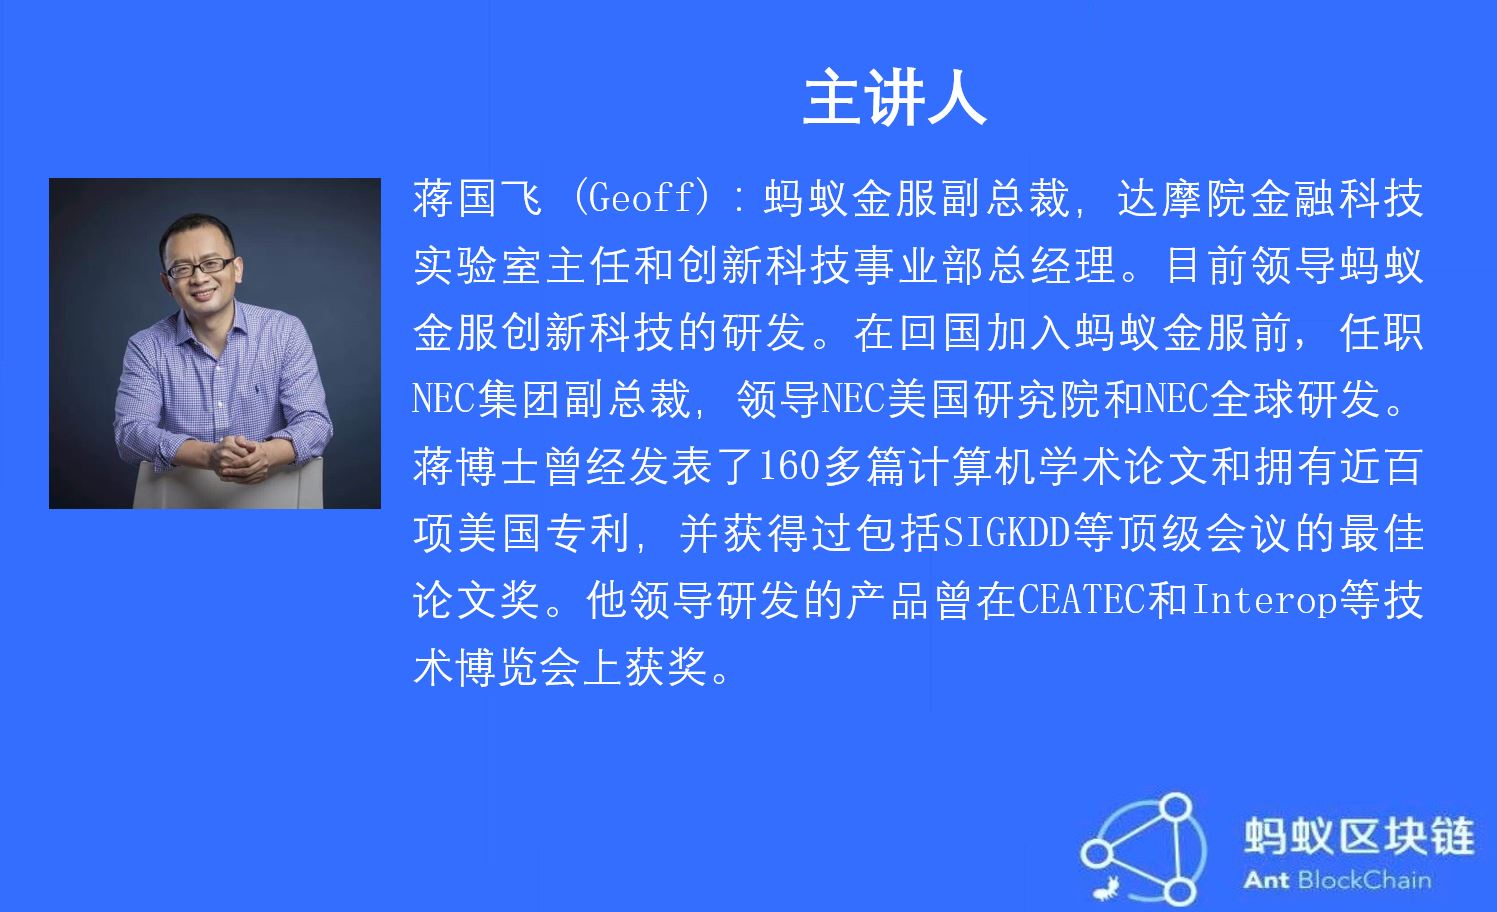 主讲人
蒋国飞 (Geoff)：蚂蚁金服副总裁，达摩院金融科技
实验室主任和创新科技事业部总经理。目前领导蚂蚁
金服创新科技的研发。在回国加入蚂蚁金服前，任职
NEC集团副总裁，领导NEC美国研究院和NEC全球研发。
蒋博士曾经发表了160多篇计算机学术论文和拥有近百
项美国专利，并获得过包括SIGKDD等顶级会议的最佳
论文奖。他领导研发的产品曾在CEATEC和Interop等技
术博览会上获奖。
蚂蚁区块链
Ant BlockChain